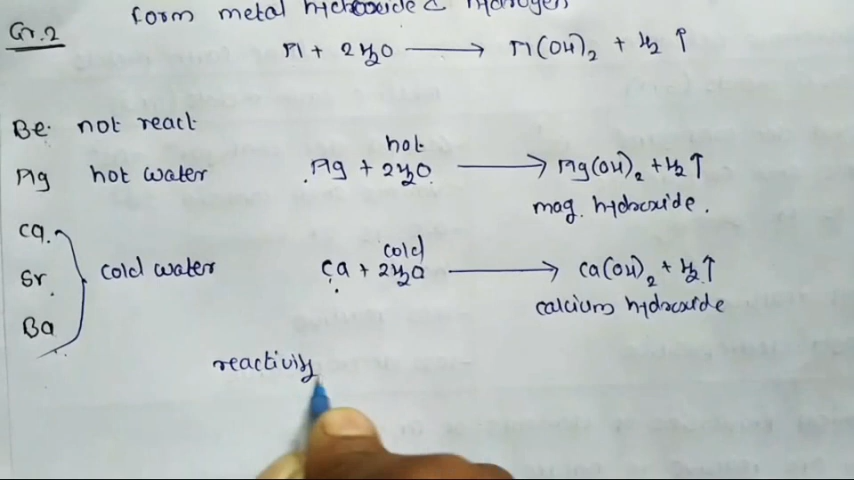 form metal hydroxide & hydrogen
Gr.2
M + 2H2O ⟶ M(OH)2 + H2 ↑
Be not react
hot
Mg hot water Mg + 2H2O ⟶ Mg(OH)2 + H2 ↑
mag. hydroxide.
Ca
cold
Sr cold water Ca + 2H2O ⟶ Ca(OH)2 + H2 ↑
calcium hydroxide
Ba
reactivity